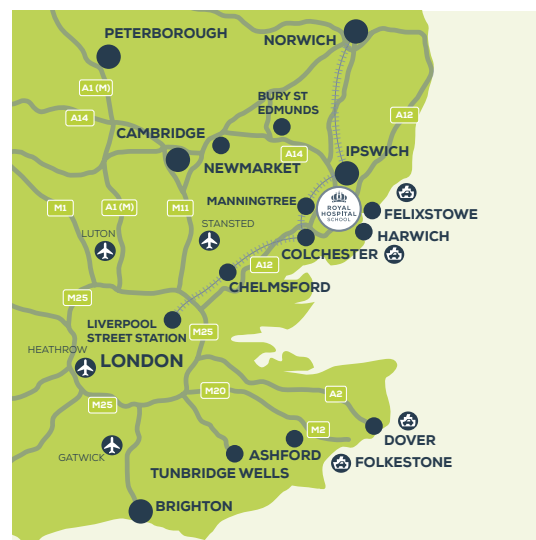 PETERBOROUGH
NORWICH
A1 (M)
BURY ST
EDMUNDS
A12
A14
CAMBRIDGE
A14
IPSWICH
NEWMARKET
MANNINGTREE
ROYAL
HOSPITAL
SCHOOL
M1
A1 (M)
M11
FELIXSTOWE
STANSTED
LUTON
HARWICH
COLCHESTER
A12
CHELMSFORD
M25
LIVERPOOL
STREET STATION
M25
HEATHROW
LONDON
M20
A2
M25
M2
DOVER
GATWICK
ASHFORD
FOLKESTONE
TUNBRIDGE WELLS
BRIGHTON